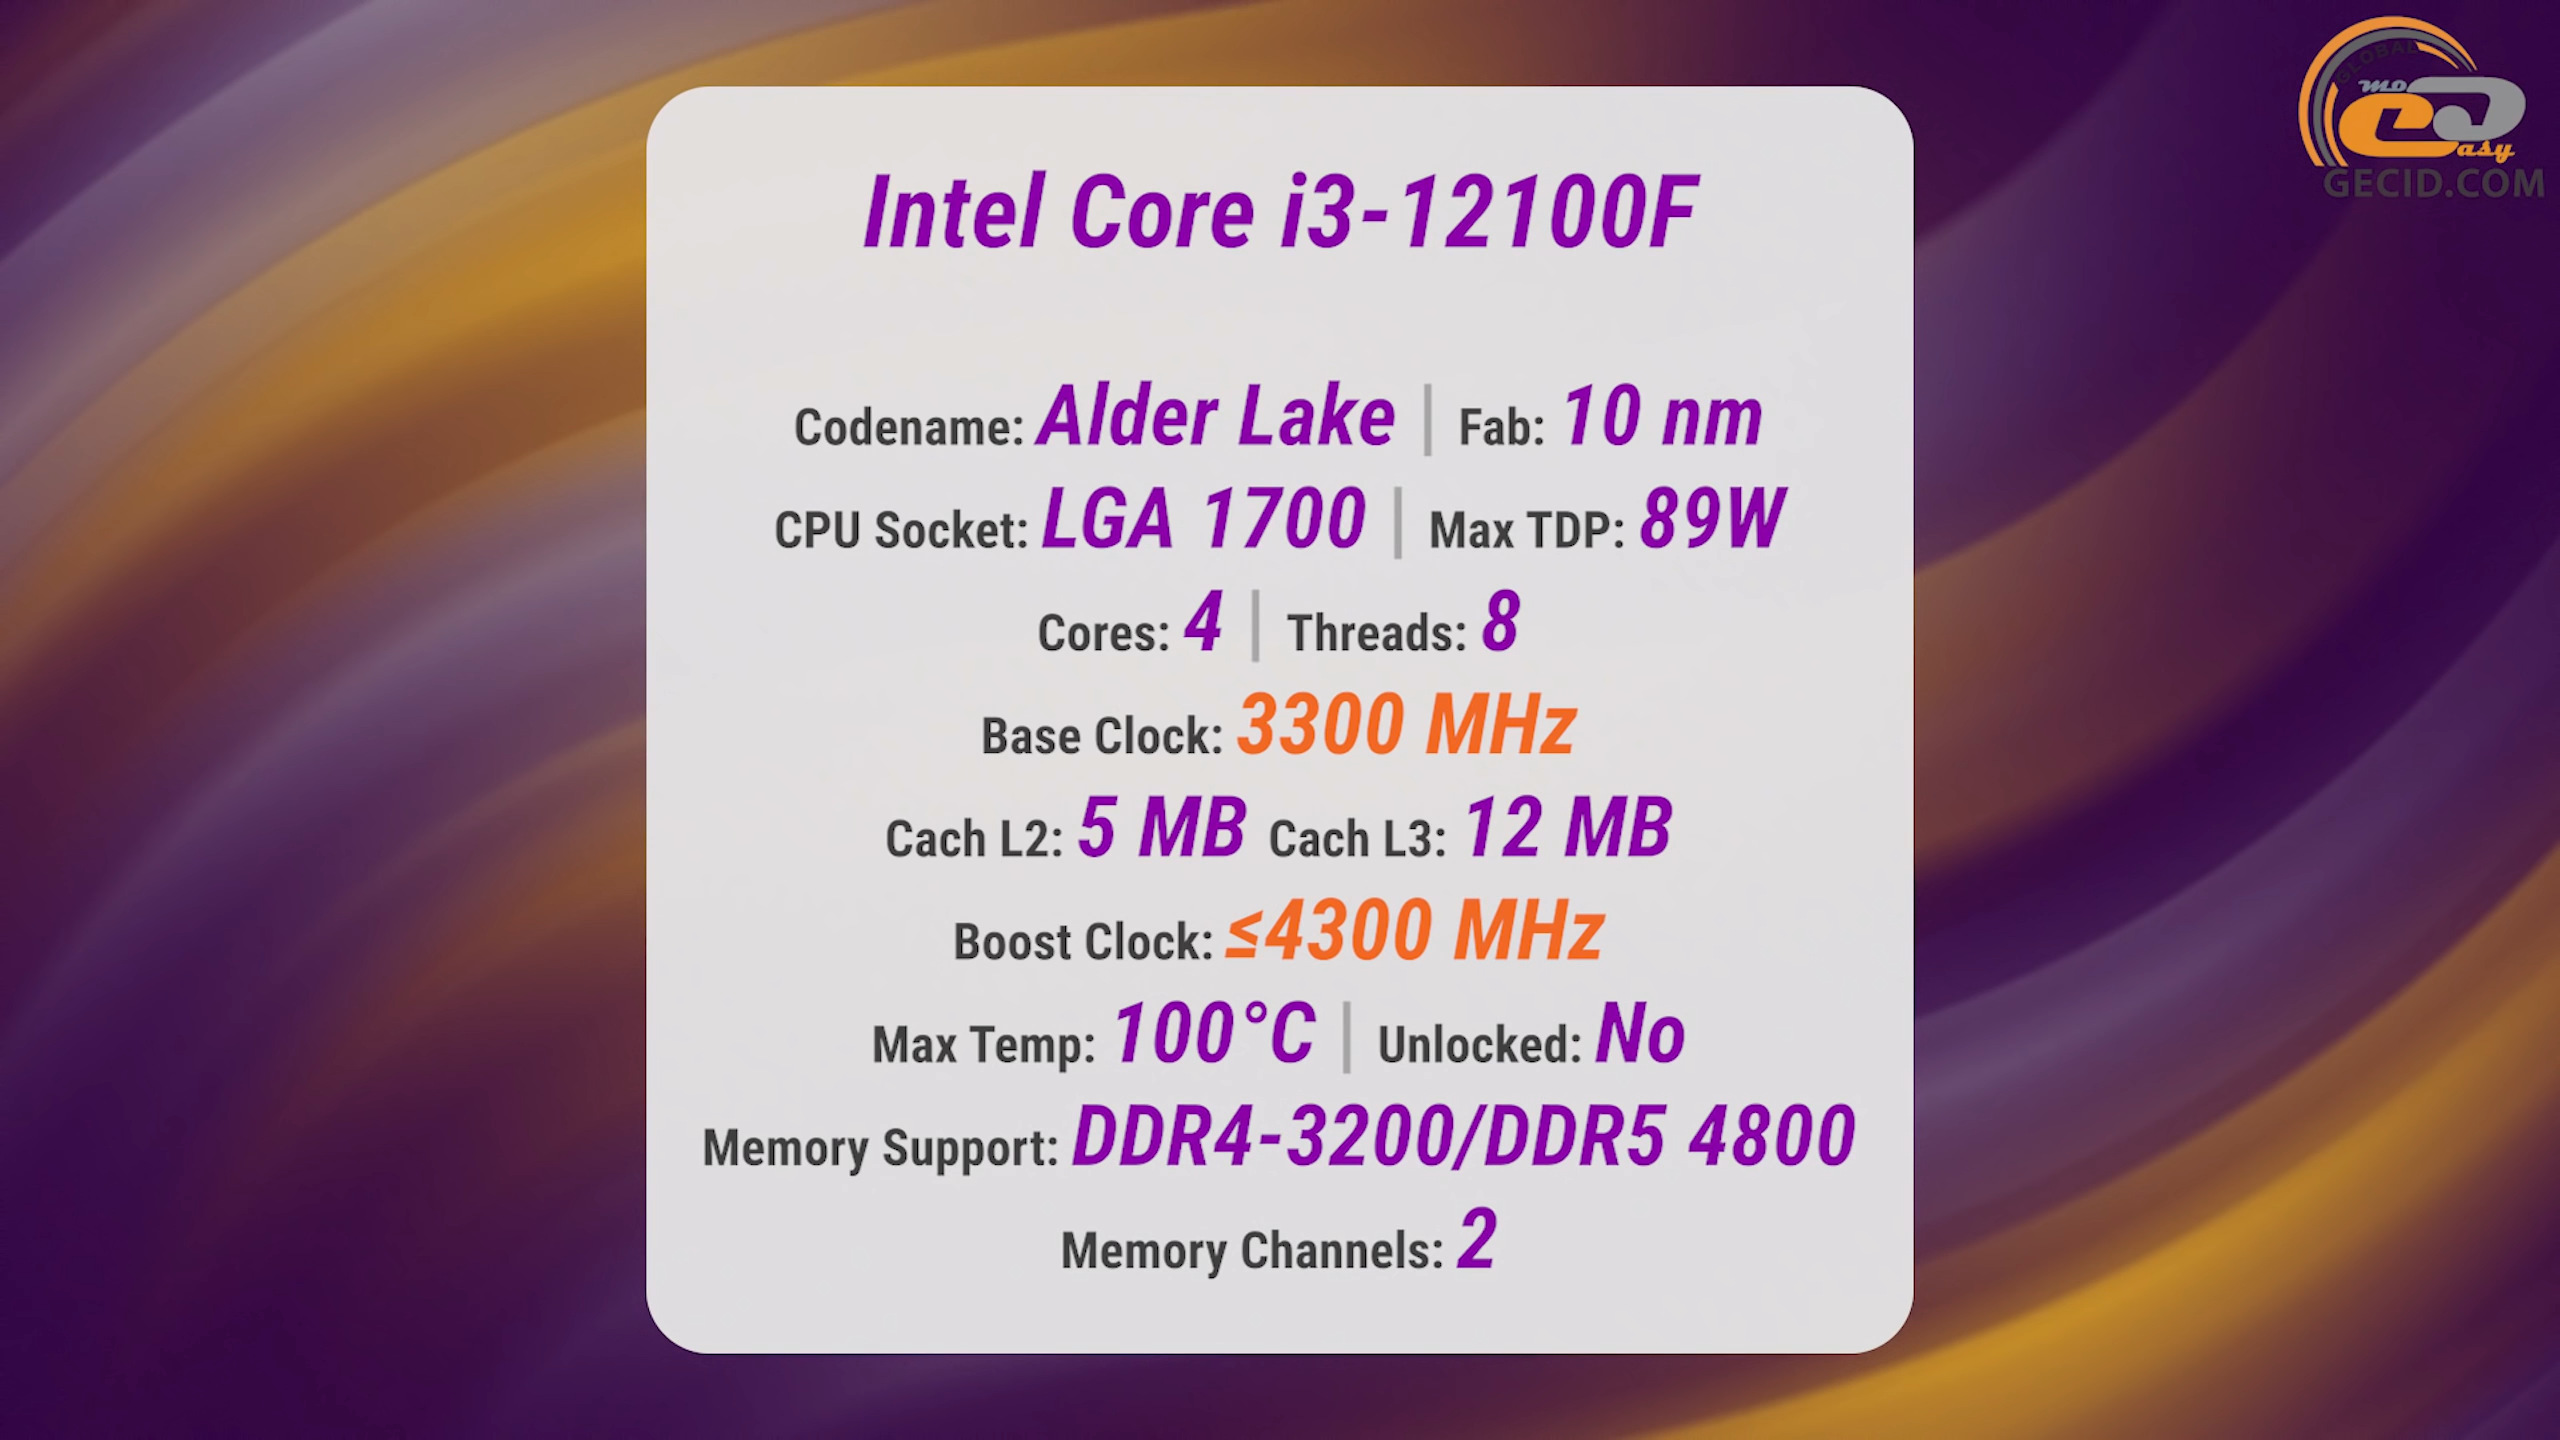 Intel Core i3-12100F
Codename: Alder Lake | Fab: 10 nm
CPU Socket: LGA 1700 | Max TDP: 89W
Cores: 4 | Threads: 8
Base Clock: 3300 MHz
Cach L2: 5 MB Cach L3: 12 MB
Boost Clock: ≤4300 MHz
Max Temp: 100°C | Unlocked: No
Memory Support: DDR4-3200/DDR5 4800
Memory Channels: 2
GLOBAL
asy
GECID.COM